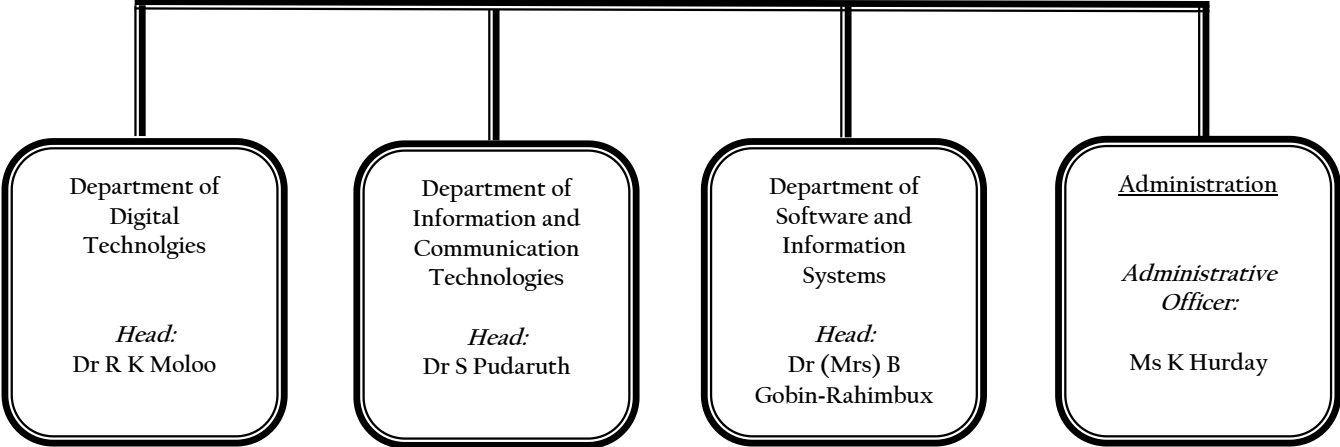 Department of
Digital
Technolgies
Head:
Dr R K Moloo
Department of
Information and
Communication
Technologies
Head:
Dr S Pudaruth
Department of
Software and
Information
Systems
Head:
Dr (Mrs) B
Gobin-Rahimbux
Administration
Administrative
Officer:
Ms K Hurday